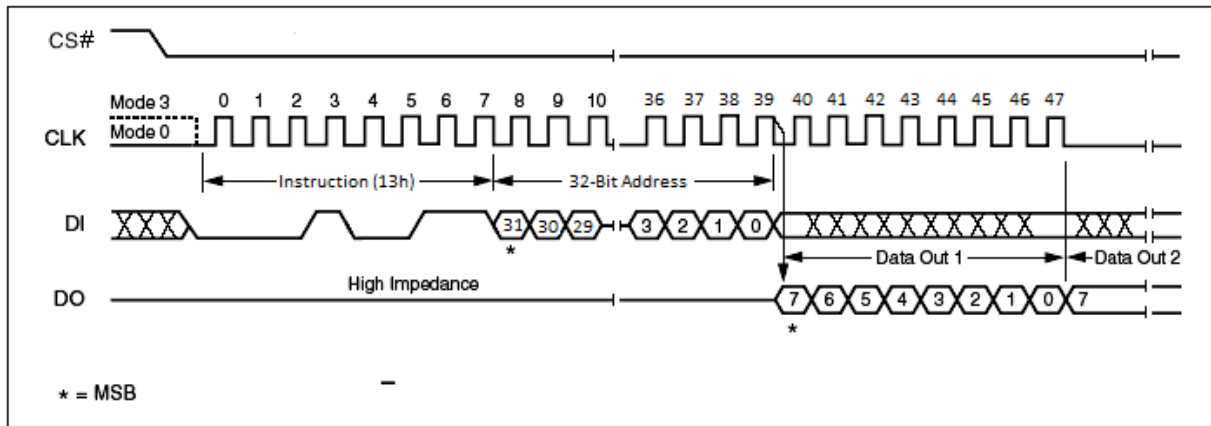 CS#
Mode 3 0 1 2 3 4 5 6 7 8 9 10 36 37 38 39 40 41 42 43 44 45 46 47
Mode 0
CLK
Instruction (13h) 32-Bit Address
DI 31 30 29 3 2 1 0
*
Data Out 1 Data Out 2
High Impedance
DO 7 6 5 4 3 2 1 0 7
*
* = MSB